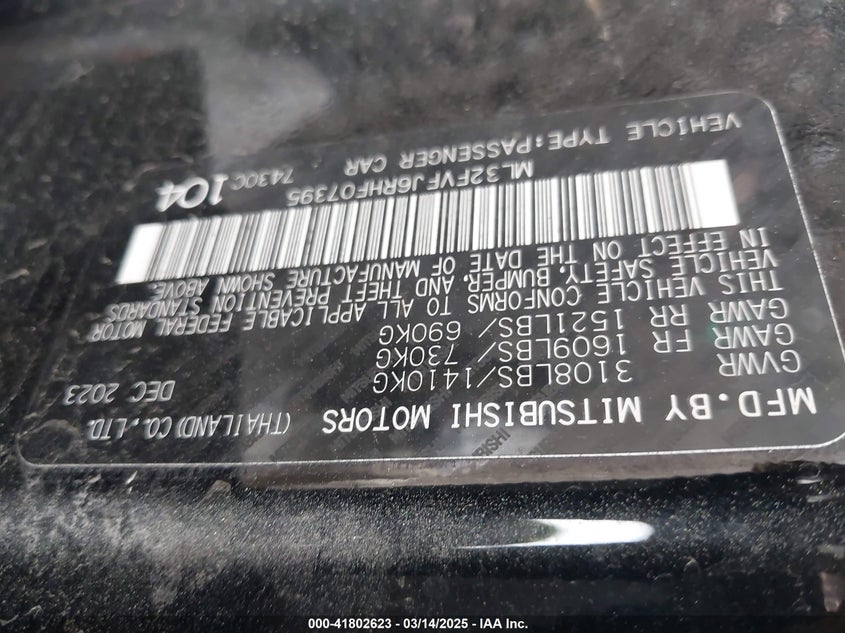 MFD.BY MITSUBISHI MOTORS (THAILAND) CO.,LTD.
GVWR 3108LBS/1410KG DEC 2023
GAWR FR 1609LBS/ 730KG
GAWR RR 1521LBS/ 690KG
THIS VEHICLE CONFORMS TO ALL APPLICABLE FEDERAL MOTOR
VEHICLE SAFETY, BUMPER, AND THEFT PREVENTION STANDARDS
IN EFFECT ON THE DATE OF MANUFACTURE SHOWN ABOVE
ML32FVFJ6RHF07395
VEHICLE TYPE:PASSENGER CAR 7430C 104
000-41802623 - 03/14/2025 - IAA Inc.